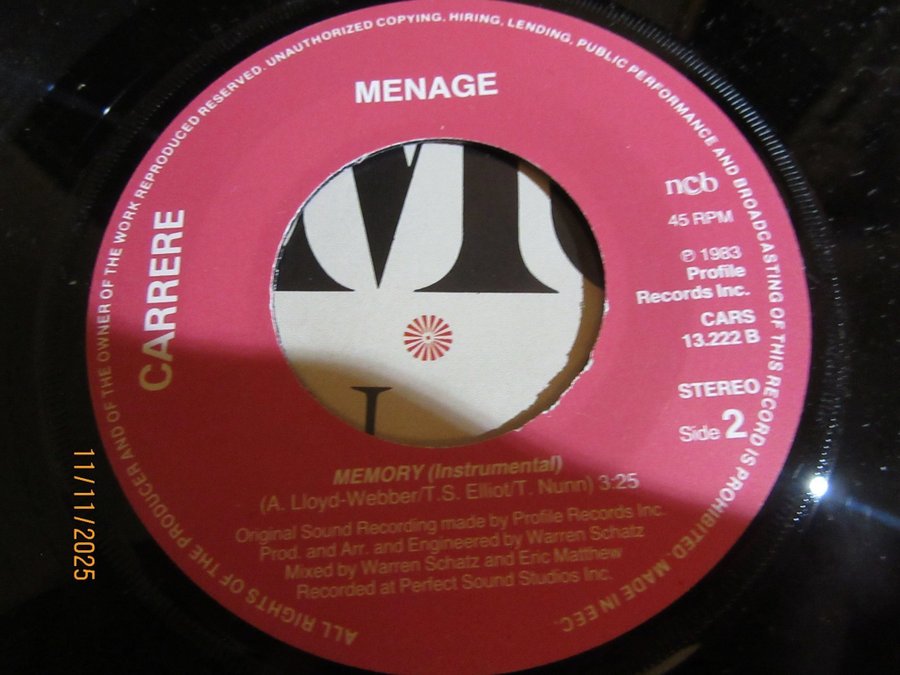 ALL RIGHTS OF THE PRODUCER AND OF THE OWNER OF THE WORK REPRODUCED RESERVED. UNAUTHORIZED COPYING, HIRING, LENDING, PUBLIC PERFORMANCE AND BROADCASTING OF THIS RECORD IS PROHIBITED. MADE IN EEC.
MENAGE
CARRERE
ncb
45 RPM
℗ 1983
Profile
Records Inc.
CARS
13.222 B
STEREO
Side 2
MEMORY (Instrumental)
(A. Lloyd-Webber/T.S. Elliot/T. Nunn) 3:25
Original Sound Recording made by Profile Records Inc.
Prod. and Arr. and Engineered by Warren Schatz
Mixed by Warren Schatz and Eric Matthew
Recorded at Perfect Sound Studios Inc.
11/11/2025